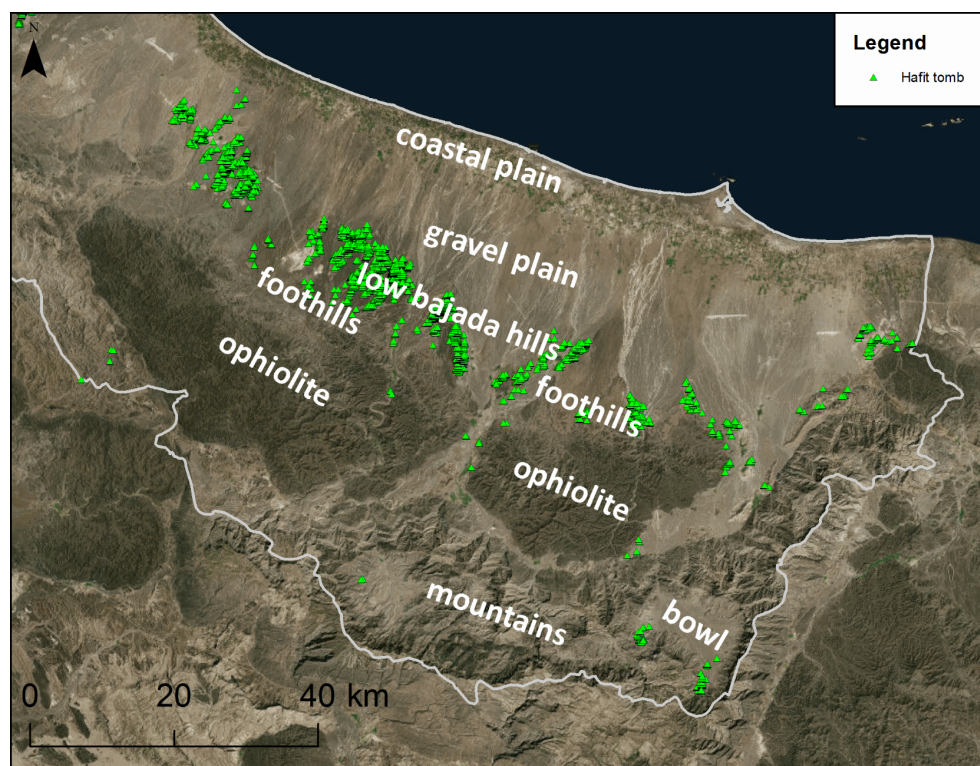 N
Legend
Hafit tomb
coastal plain
gravel plain
low bajada hills
foothills
ophiolite
foothills
ophiolite
mountains
bowl
0 20 40 km